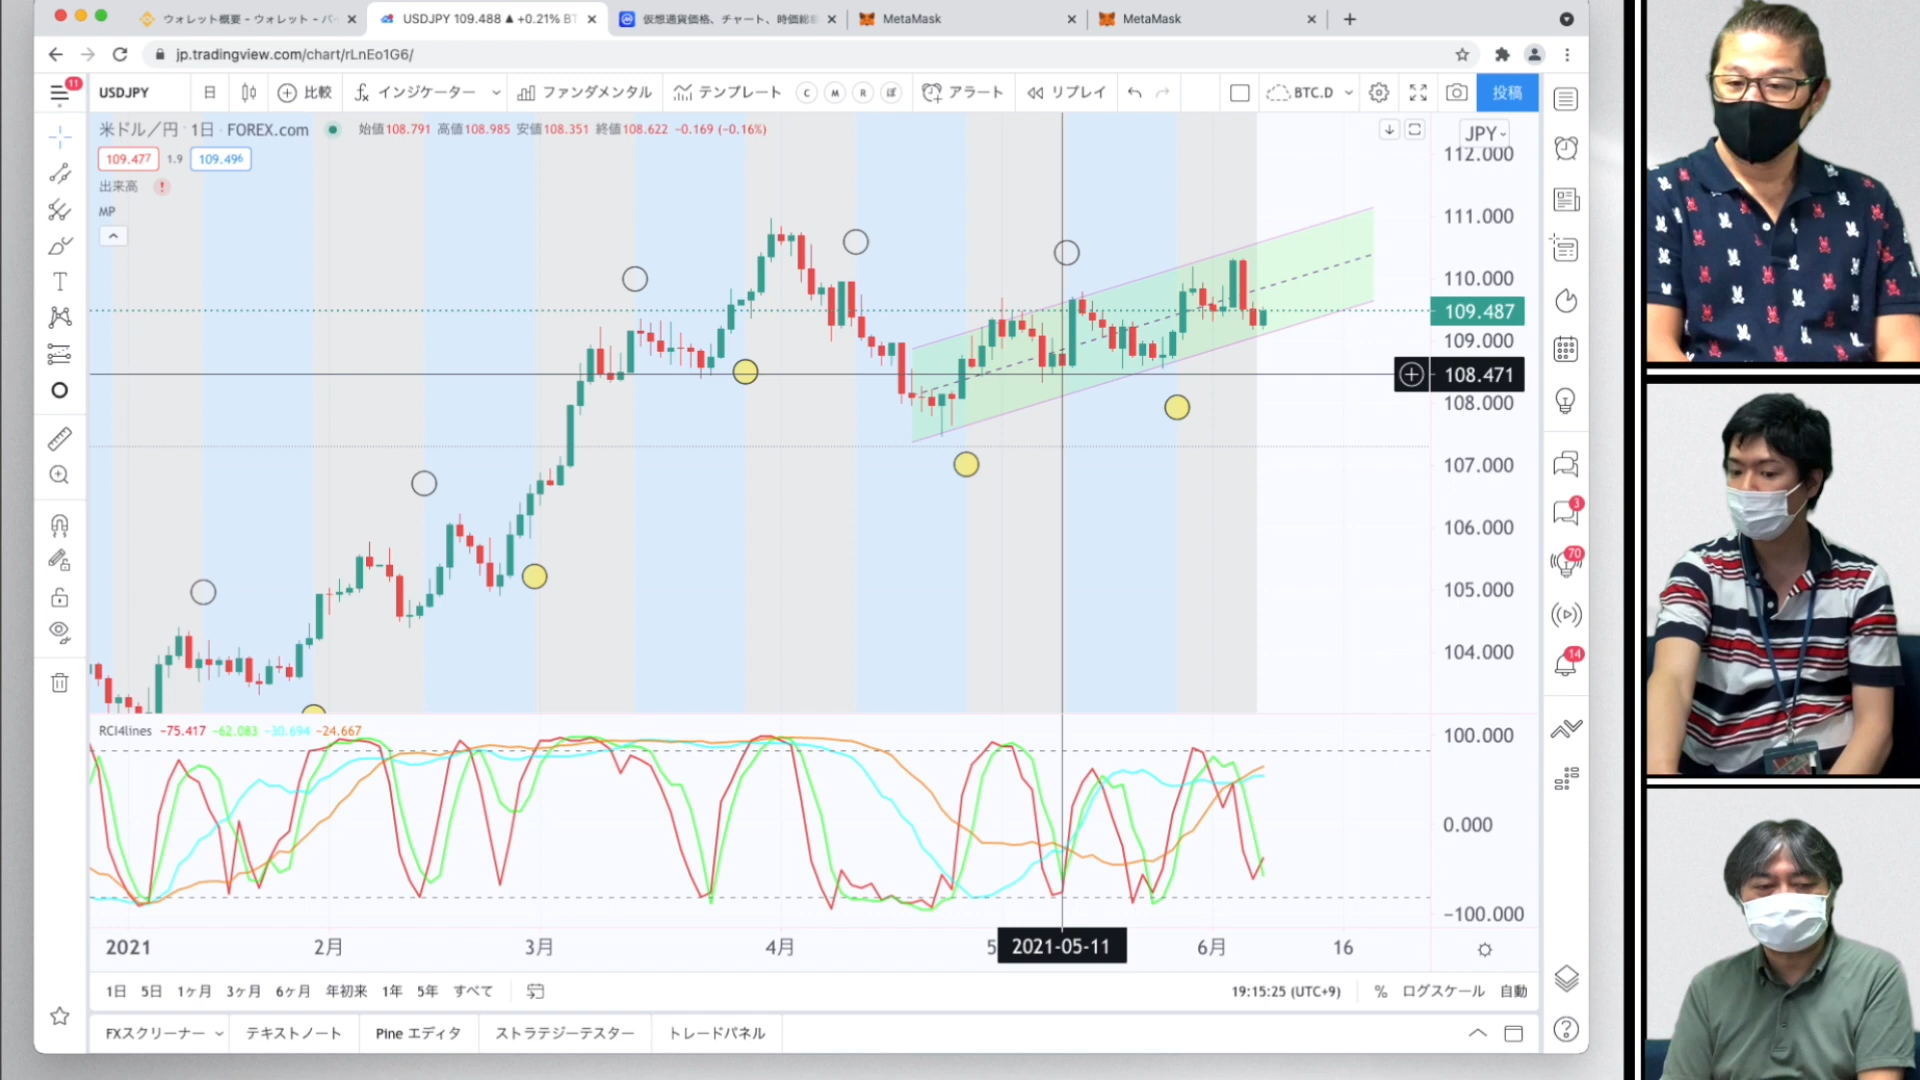 ウォレット概要 - ウォレット - バイ
USDJPY 109.488 ▲ +0.21% BT
仮想通貨価格、チャート、時価総額
MetaMask
MetaMask
jp.tradingview.com/chart/rLnEo1G6/
11
USDJPY
日
比較
インジケーター
ファンダメンタル
テンプレート
C
M
R
ぼ
アラート
リプレイ
BTC.D
投稿
米ドル／円 · 1日 · FOREX.com
始値108.791 高値108.985 安値108.351 終値108.622 −0.169 (−0.16%)
109.477
1.9
109.496
出来高
!
MP
JPY
112.000
111.000
110.000
109.487
109.000
108.471
108.000
107.000
106.000
105.000
104.000
3
70
14
RCI4lines −75.417 −62.083 −30.694 −24.667
100.000
0.000
−100.000
2021
2月
3月
4月
5
2021-05-11
6月
16
1日
5日
1ヶ月
3ヶ月
6ヶ月
年初来
1年
5年
すべて
19:15:25 (UTC+9)
%
ログスケール
自動
FXスクリーナー
テキストノート
Pine エディタ
ストラテジーテスター
トレードパネル